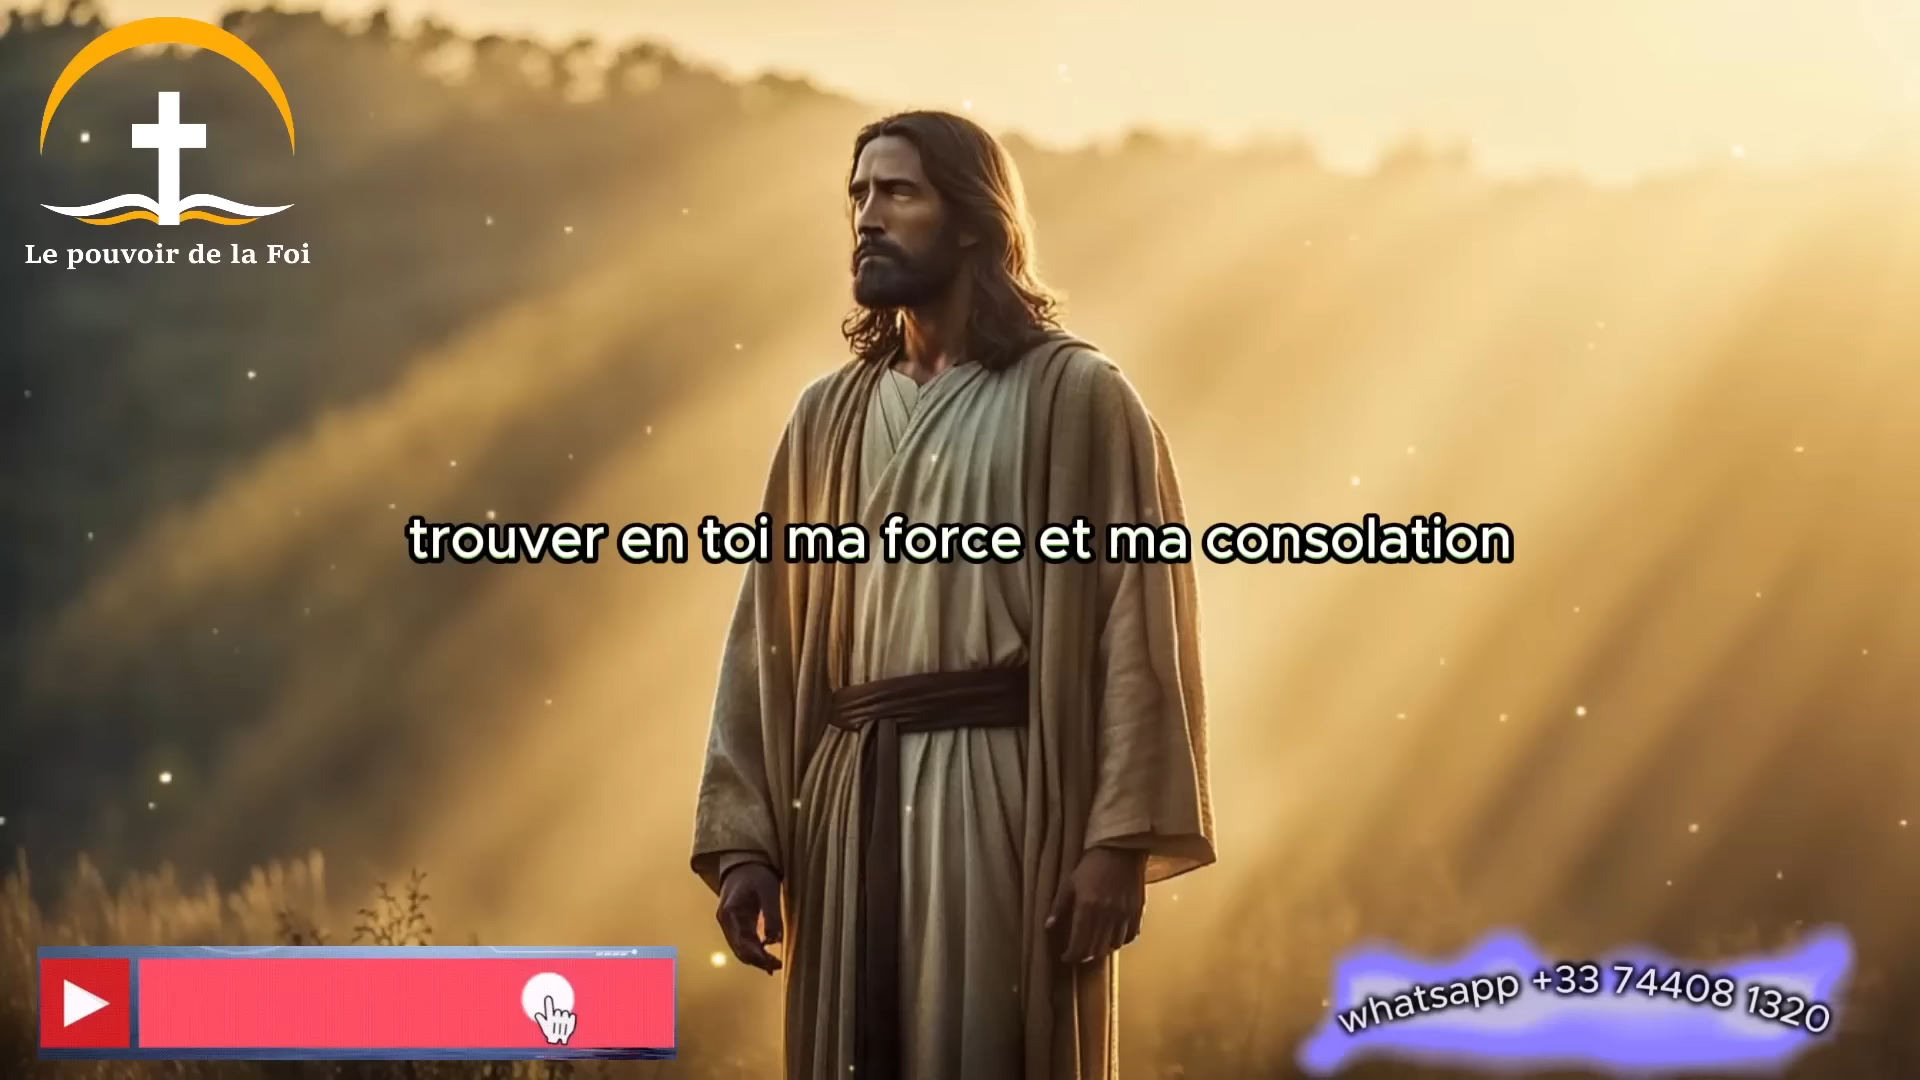 Le pouvoir de la Foi
trouver en toi ma force et ma consolation
whatsapp +33 74408 1320